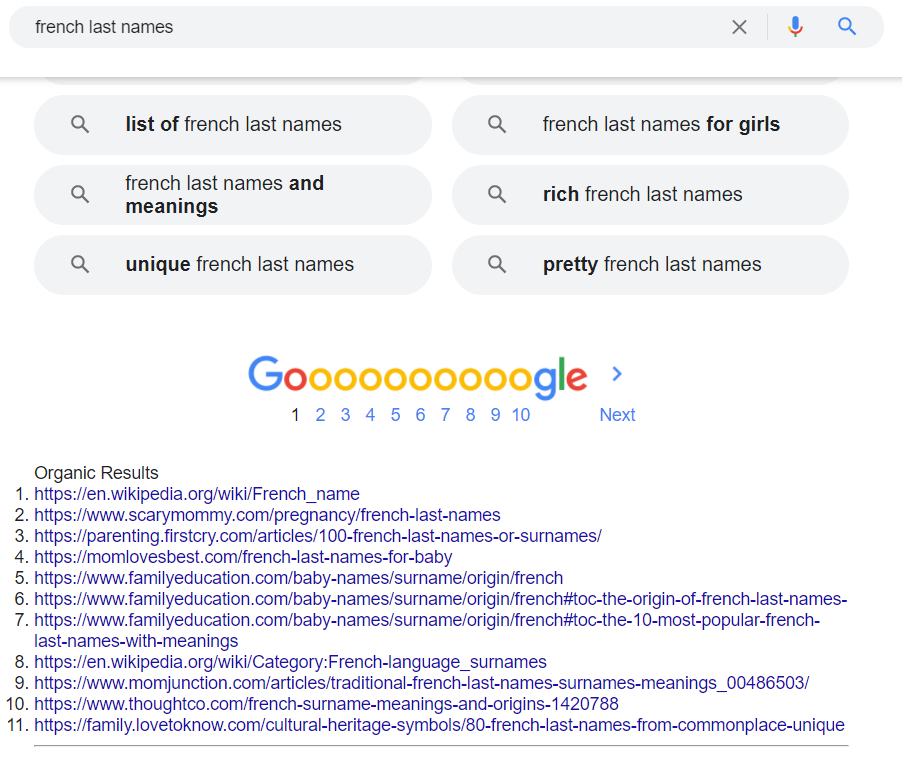 french last names
list of french last names
french last names for girls
french last names and
meanings
rich french last names
unique french last names
pretty french last names
Goooooooooogle
1 2 3 4 5 6 7 8 9 10 Next
Organic Results
1. https://en.wikipedia.org/wiki/French_name
2. https://www.scarymommy.com/pregnancy/french-last-names
3. https://parenting.firstcry.com/articles/100-french-last-names-or-surnames/
4. https://momlovesbest.com/french-last-names-for-baby
5. https://www.familyeducation.com/baby-names/surname/origin/french
6. https://www.familyeducation.com/baby-names/surname/origin/french#toc-the-origin-of-french-last-names-
7. https://www.familyeducation.com/baby-names/surname/origin/french#toc-the-10-most-popular-french-
last-names-with-meanings
8. https://en.wikipedia.org/wiki/Category:French-language_surnames
9. https://www.momjunction.com/articles/traditional-french-last-names-surnames-meanings_00486503/
10. https://www.thoughtco.com/french-surname-meanings-and-origins-1420788
11. https://family.lovetoknow.com/cultural-heritage-symbols/80-french-last-names-from-commonplace-unique